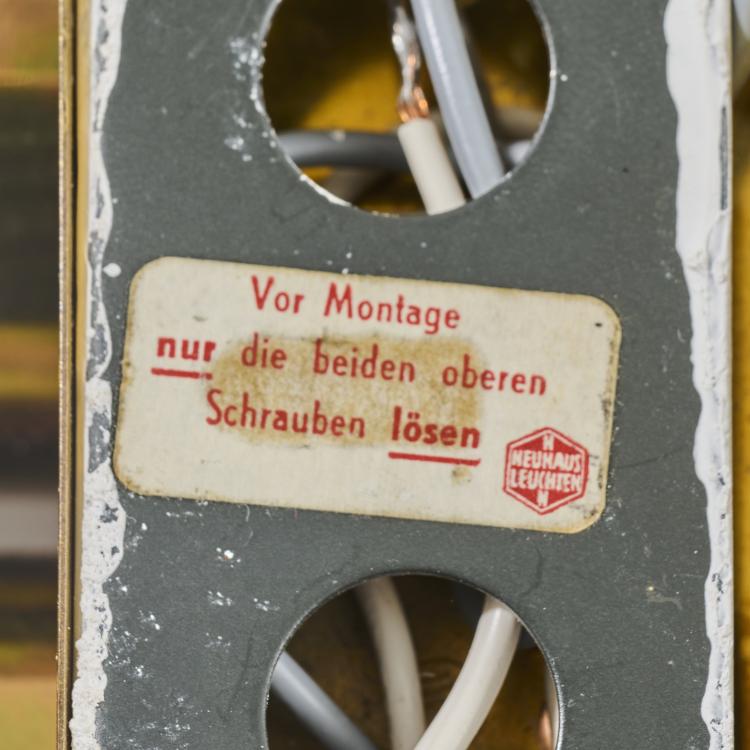 Vor Montage
nur die beiden oberen
Schrauben lösen
H
NEUHAUS
LEUCHTEN
H